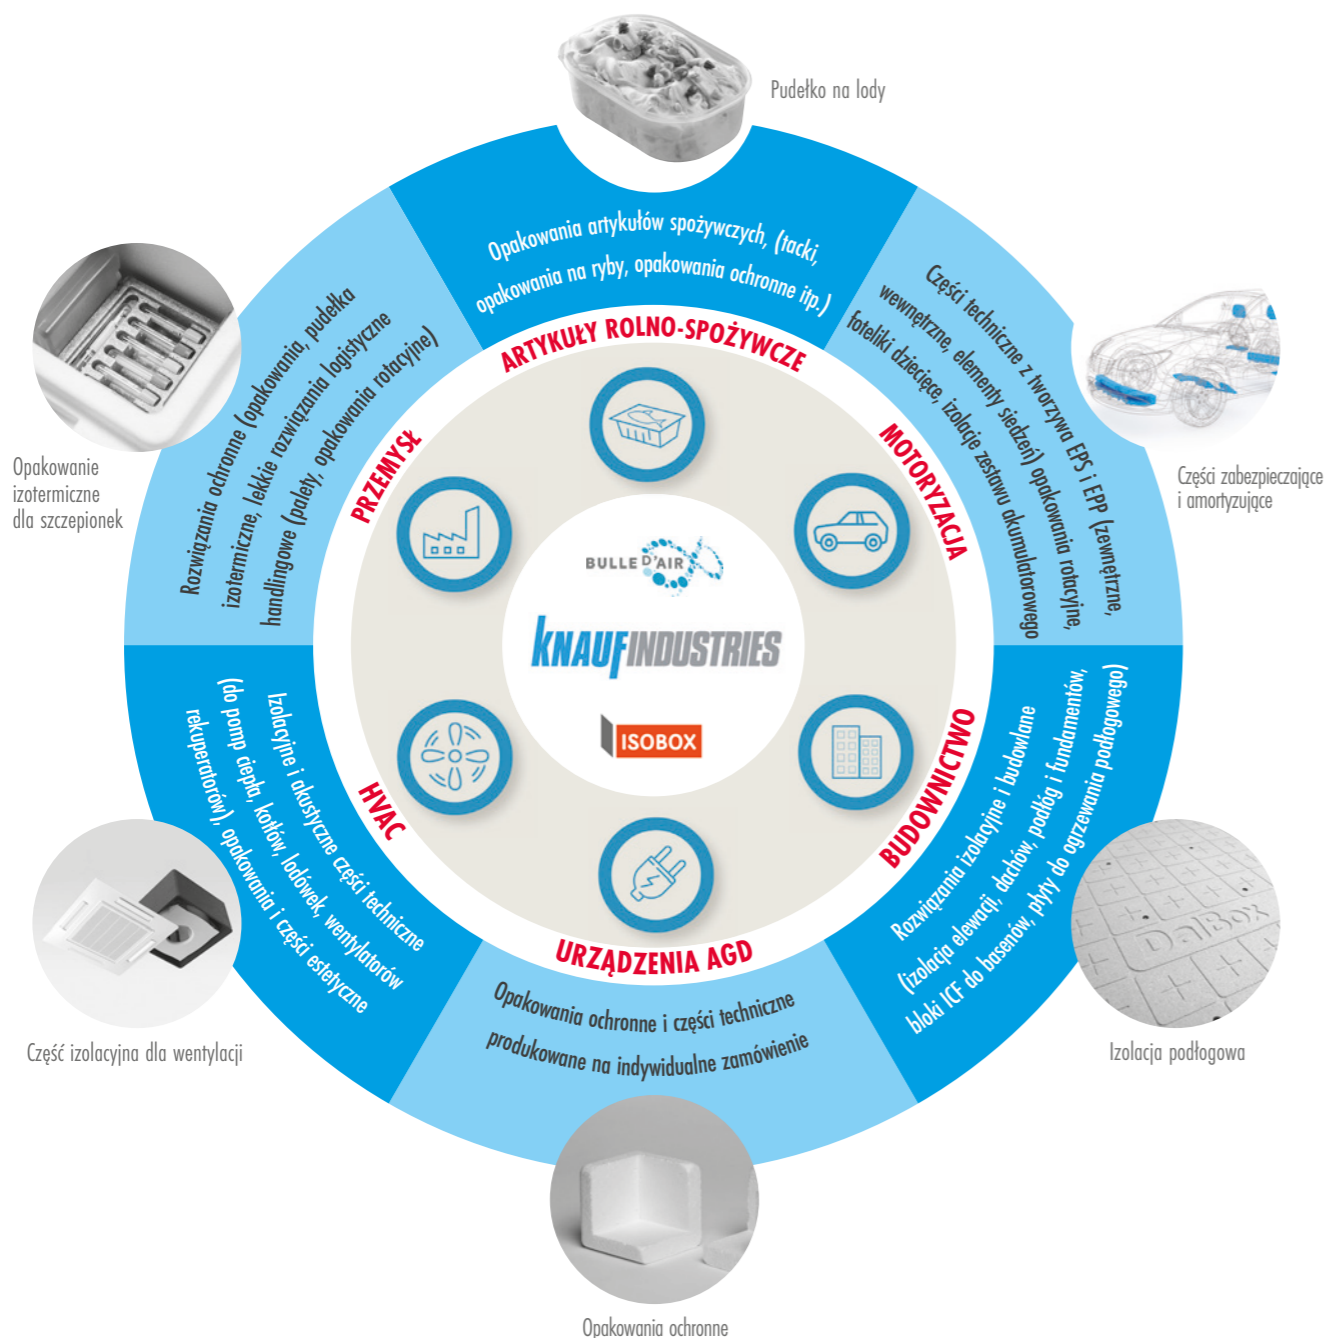 Pudełko na lody
Opakowania artykułów spożywczych, (tacki,
opakowania na ryby, opakowania ochronne itp.)
ARTYKUŁY ROLNO-SPOŻYWCZE
Części techniczne z tworzywa EPS i EPP (zewnętrzne,
wewnętrzne, elementy siedzeń) opakowania rotacyjne,
foteliki dziecięce, izolacje zestawu akumulatorowego
MOTORYZACJA
Części zabezpieczające
i amortyzujące
Rozwiązania izolacyjne i budowlane
(izolacja elewacji, dachów, podłóg i fundamentów,
bloki ICF do basenów, płyty do ogrzewania podłogowego)
BUDOWNICTWO
DalBox
Izolacja podłogowa
URZĄDZENIA AGD
Opakowania ochronne i części techniczne
produkowane na indywidualne zamówienie
Opakowania ochronne
HVAC
Izolacyjne i akustyczne części techniczne
(do pomp ciepła, kotłów, lodówek, wentylatorów
rekuperatorów), opakowania i części estetyczne
Część izolacyjna dla wentylacji
PRZEMYSŁ
Rozwiązania ochronne (opakowania, pudełka
izotermiczne, lekkie rozwiązania logistyczne
handlingowe (palety, opakowania rotacyjne)
Opakowanie
izotermiczne
dla szczepionek
BULLE D'AIR
KNAUFINDUSTRIES
ISOBOX